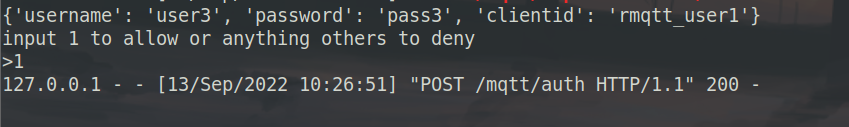 {'username': 'user3', 'password': 'pass3', 'clientid': 'rmqtt_user1'}
input 1 to allow or anything others to deny
>1
127.0.0.1 - - [13/Sep/2022 10:26:51] "POST /mqtt/auth HTTP/1.1" 200 -